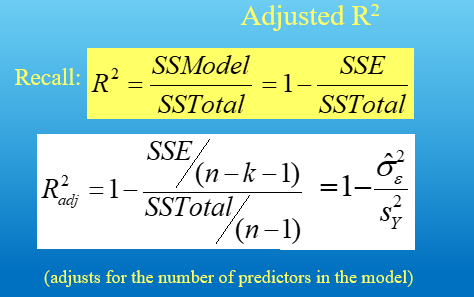 Adjusted R²
Recall: R² = SSModel / SSTotal = 1 − SSE / SSTotal
R²adj = 1 − (SSE/(n−k−1)) / (SSTotal/(n−1)) = 1 − σ̂²ε / s²Y
(adjusts for the number of predictors in the model)